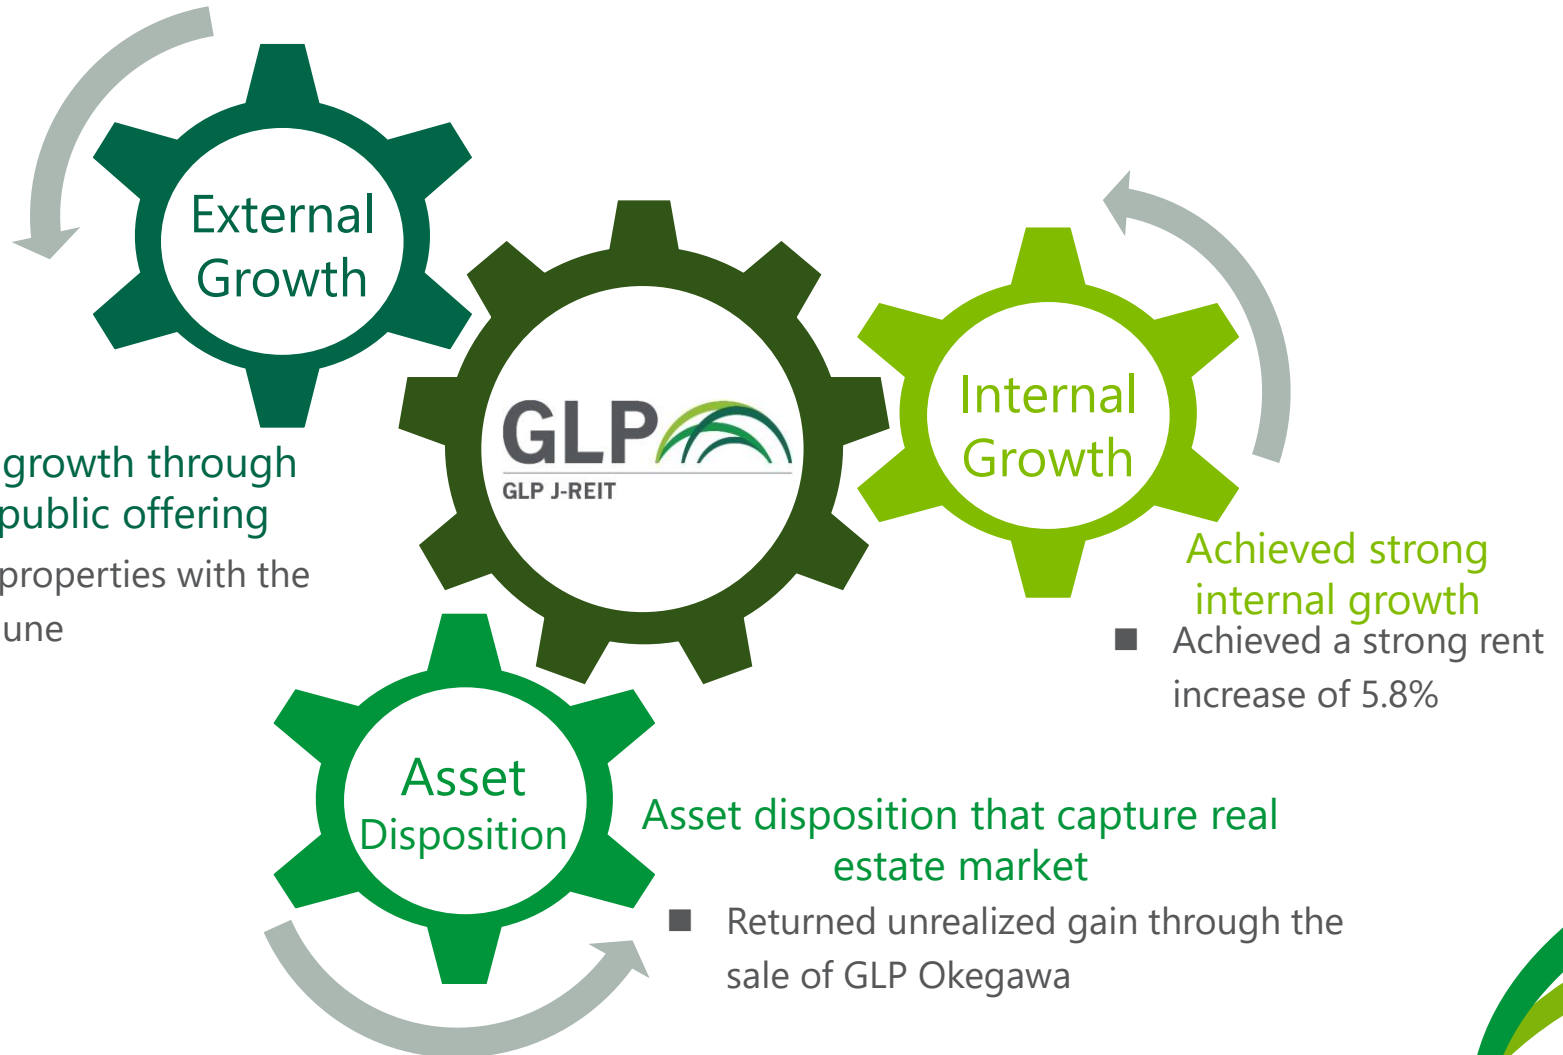 External
Growth
growth through
public offering
properties with the
une
GLP
GLP J-REIT
Internal
Growth
Achieved strong
internal growth
■ Achieved a strong rent
increase of 5.8%
Asset
Disposition
Asset disposition that capture real
estate market
■ Returned unrealized gain through the
sale of GLP Okegawa